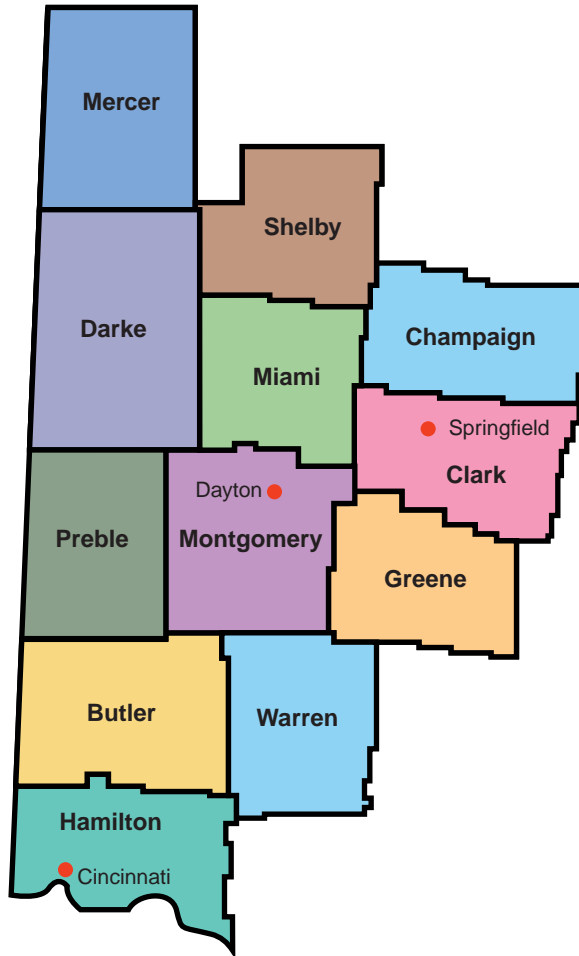 Mercer
Shelby
Darke
Champaign
Miami
Springfield
Clark
Dayton
Preble
Montgomery
Greene
Butler
Warren
Hamilton
Cincinnati